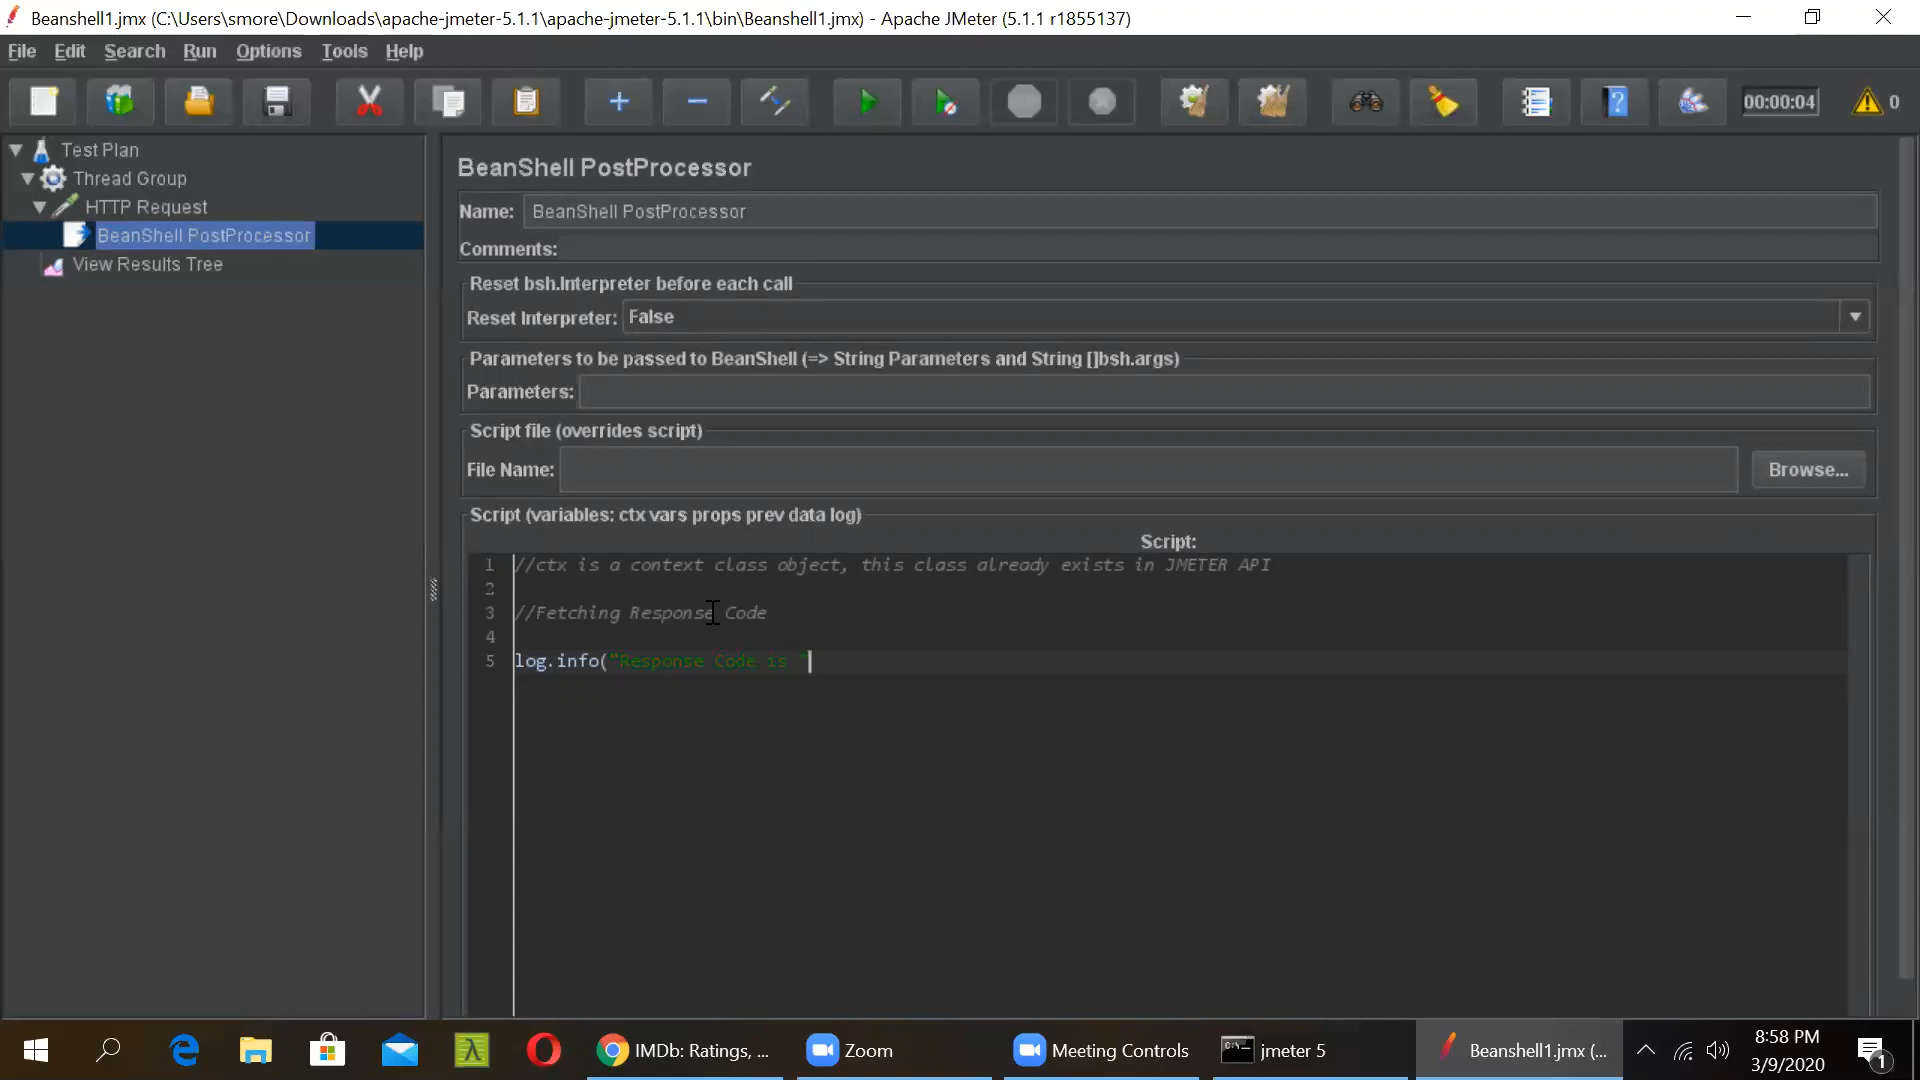 Beanshell1.jmx (C:\Users\smore\Downloads\apache-jmeter-5.1.1\apache-jmeter-5.1.1\bin\Beanshell1.jmx) - Apache JMeter (5.1.1 r1855137)
File Edit Search Run Options Tools Help
00:00:04 0
Test Plan
Thread Group
HTTP Request
BeanShell PostProcessor
View Results Tree
BeanShell PostProcessor
Name: BeanShell PostProcessor
Comments:
Reset bsh.Interpreter before each call
Reset Interpreter: False
Parameters to be passed to BeanShell (=> String Parameters and String []bsh.args)
Parameters:
Script file (overrides script)
File Name: Browse...
Script (variables: ctx vars props prev data log)
Script:
1 //ctx is a context class object, this class already exists in JMETER API
2
3 //Fetching Response Code
4
5 log.info("Response Code is "
IMDb: Ratings, ... Zoom Meeting Controls jmeter 5 Beanshell1.jmx (...
8:58 PM
3/9/2020
1